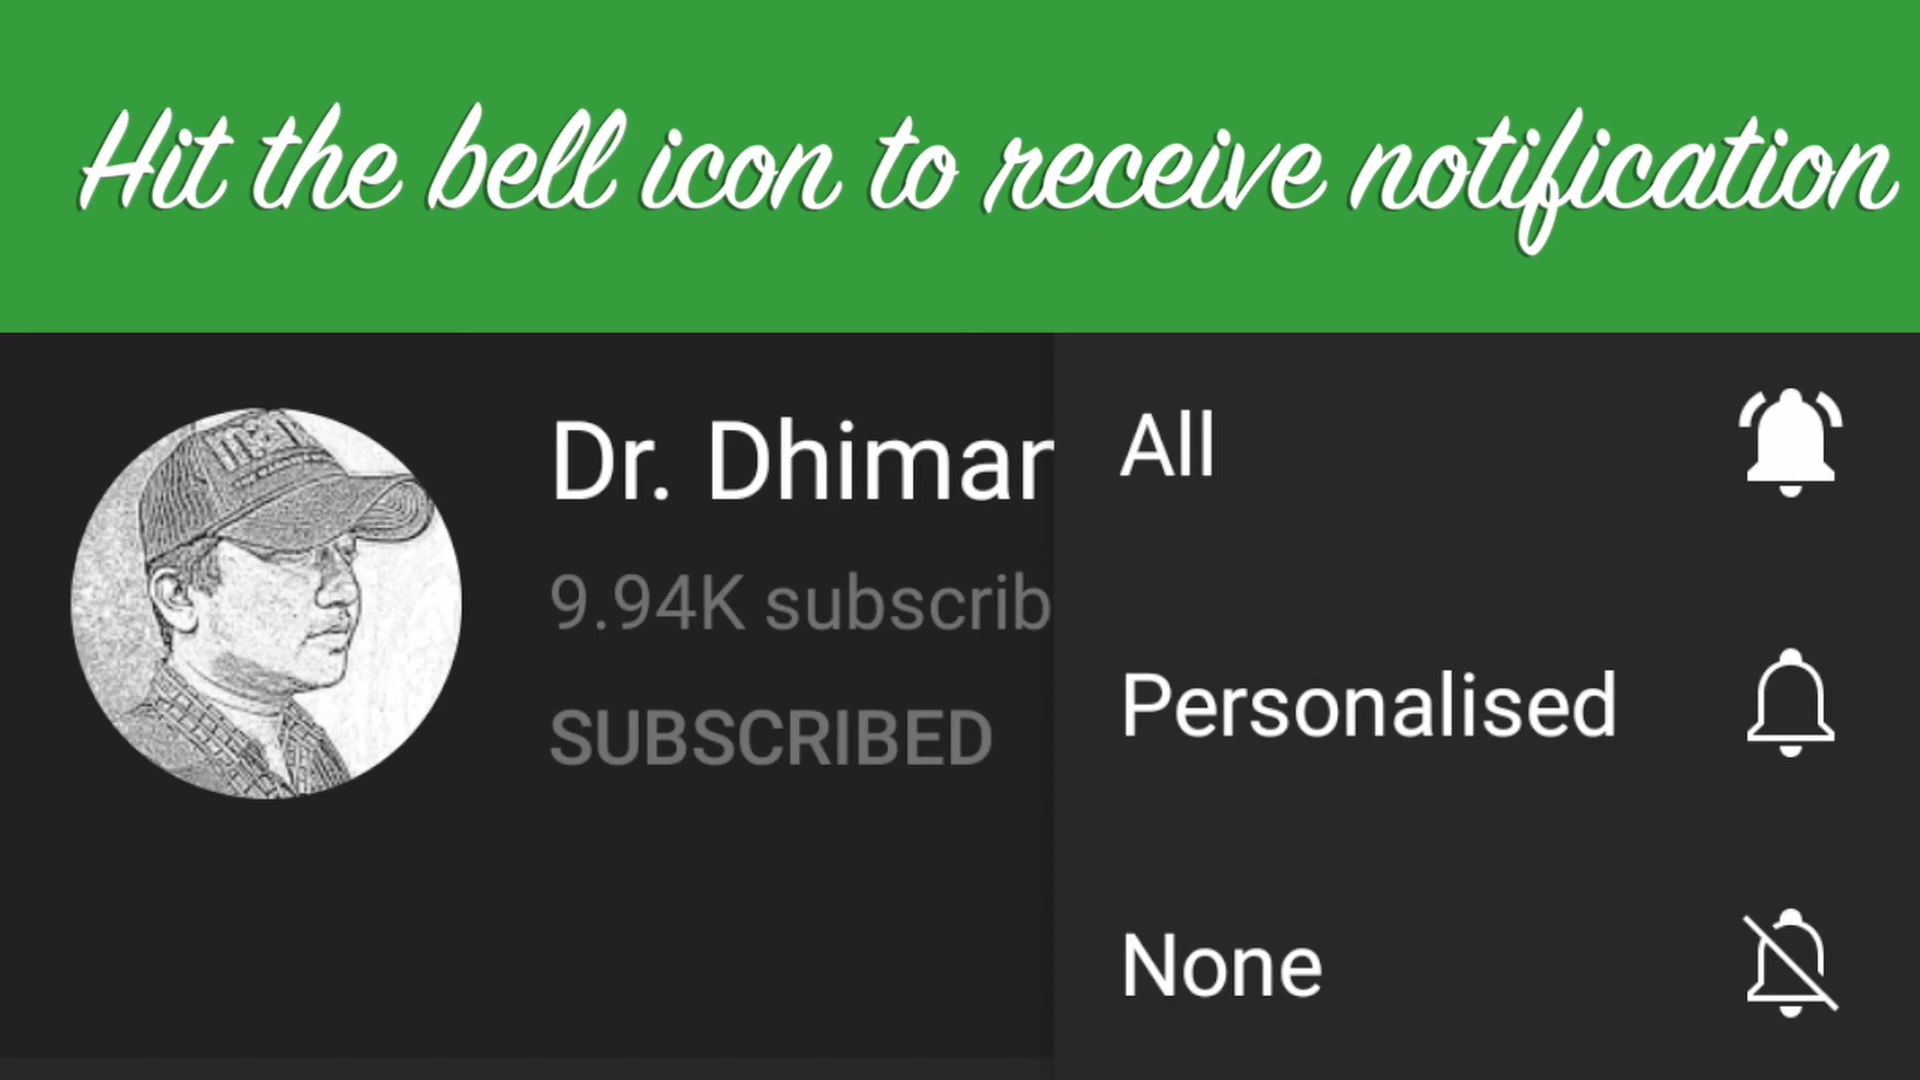 Hit the bell icon to receive notification
Dr. Dhimar
9.94K subscrib
SUBSCRIBED
All
Personalised
None